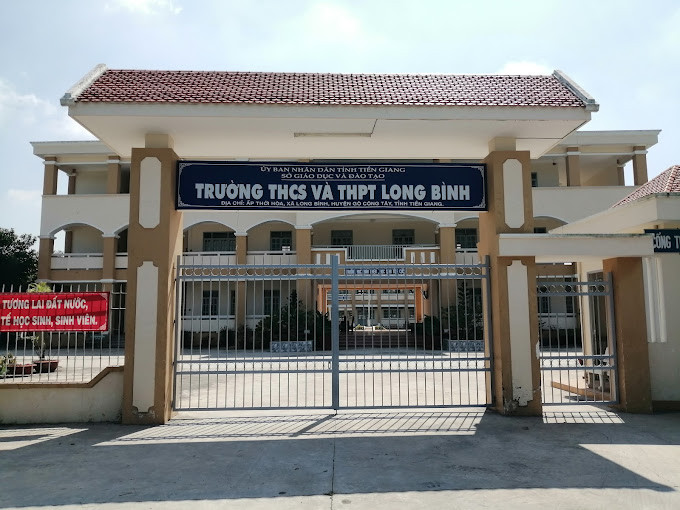 ỦY BAN NHÂN DÂN TỈNH TIỀN GIANG
SỞ GIÁO DỤC VÀ ĐÀO TẠO
TRƯỜNG THCS VÀ THPT LONG BÌNH
ĐỊA CHỈ: ẤP THỚI HÒA, XÃ LONG BÌNH, HUYỆN GÒ CÔNG TÂY, TỈNH TIỀN GIANG.
TƯƠNG LAI ĐẤT NƯỚC,
TẾ HỌC SINH, SINH VIÊN.
CÔNG T